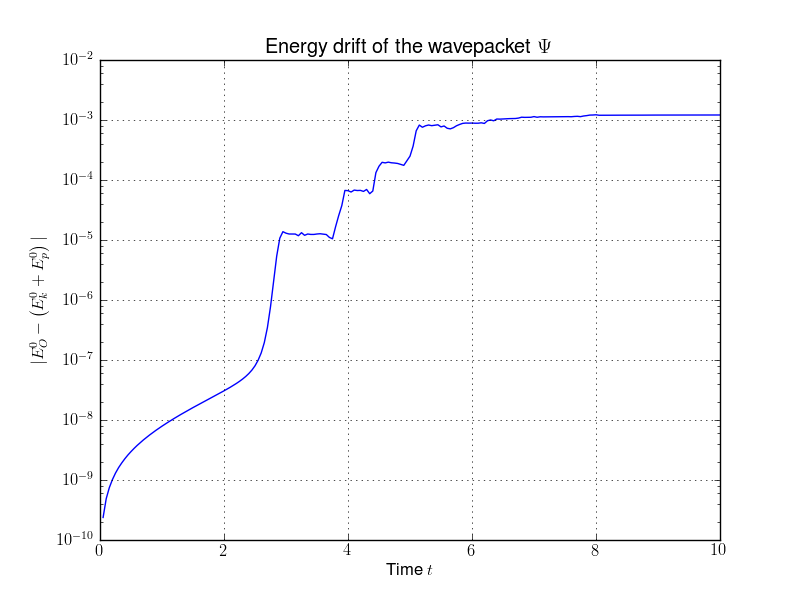 Energy drift of the wavepacket Ψ
10⁻²
10⁻³
10⁻⁴
10⁻⁵
10⁻⁶
10⁻⁷
10⁻⁸
10⁻⁹
10⁻¹⁰
|E_O^0 − (E_k^0 + E_p^0) |
0 2 4 6 8 10
Time t